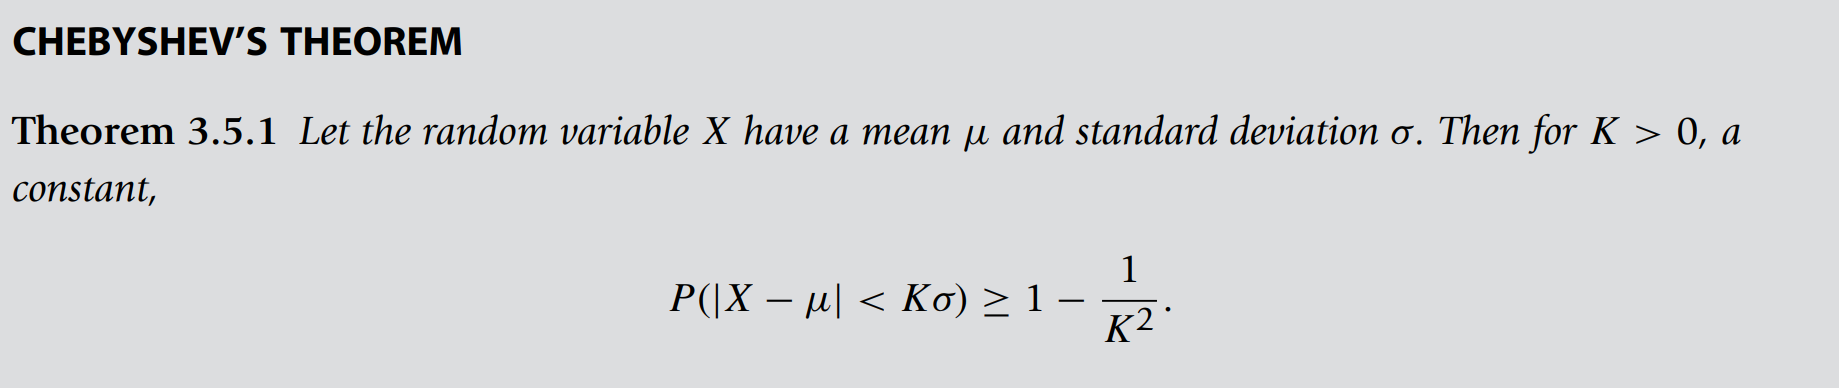 CHEBYSHEV'S THEOREM
Theorem 3.5.1 Let the random variable X have a mean μ and standard deviation σ. Then for K > 0, a
constant,
P(|X − μ| < Kσ) ≥ 1 − 1/K².